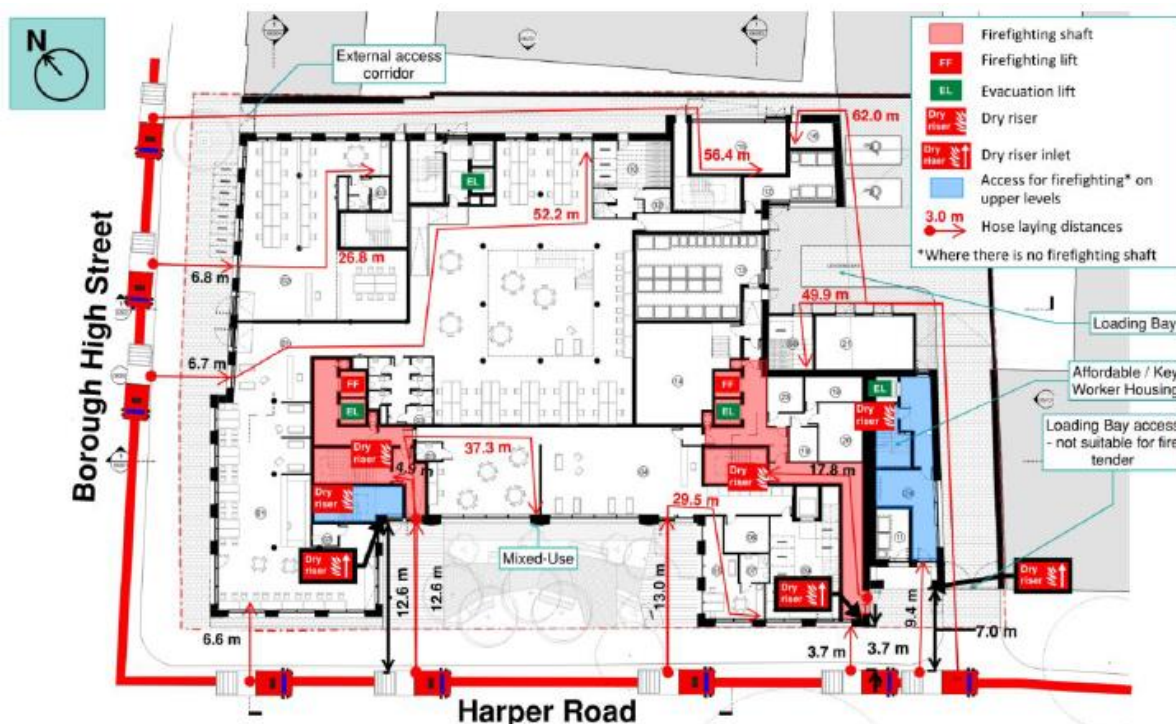 N
External access
corridor
Firefighting shaft
FF
Firefighting lift
EL
Evacuation lift
Dry
riser
Dry riser
Dry
riser
Dry riser inlet
Access for firefighting* on
upper levels
3.0 m
Hose laying distances
*Where there is no firefighting shaft
62.0 m
56.4 m
EL
52.2 m
26.8 m
6.8 m
49.9 m
Loading Bay
Boroughs High Street
6.7 m
FF
EL
FF
EL
EL
Affordable / Key
Worker Housing
Loading Bay access
- not suitable for fire
tender
Dry
riser
Dry
riser
Dry
riser
37.3 m
4.9 m
17.8 m
29.5 m
Dry
riser
Mixed-Use
Dry
riser
Dry
riser
Dry
riser
12.6 m
12.6 m
13.0 m
9.4 m
6.6 m
3.7 m
3.7 m
7.0 m
Harper Road